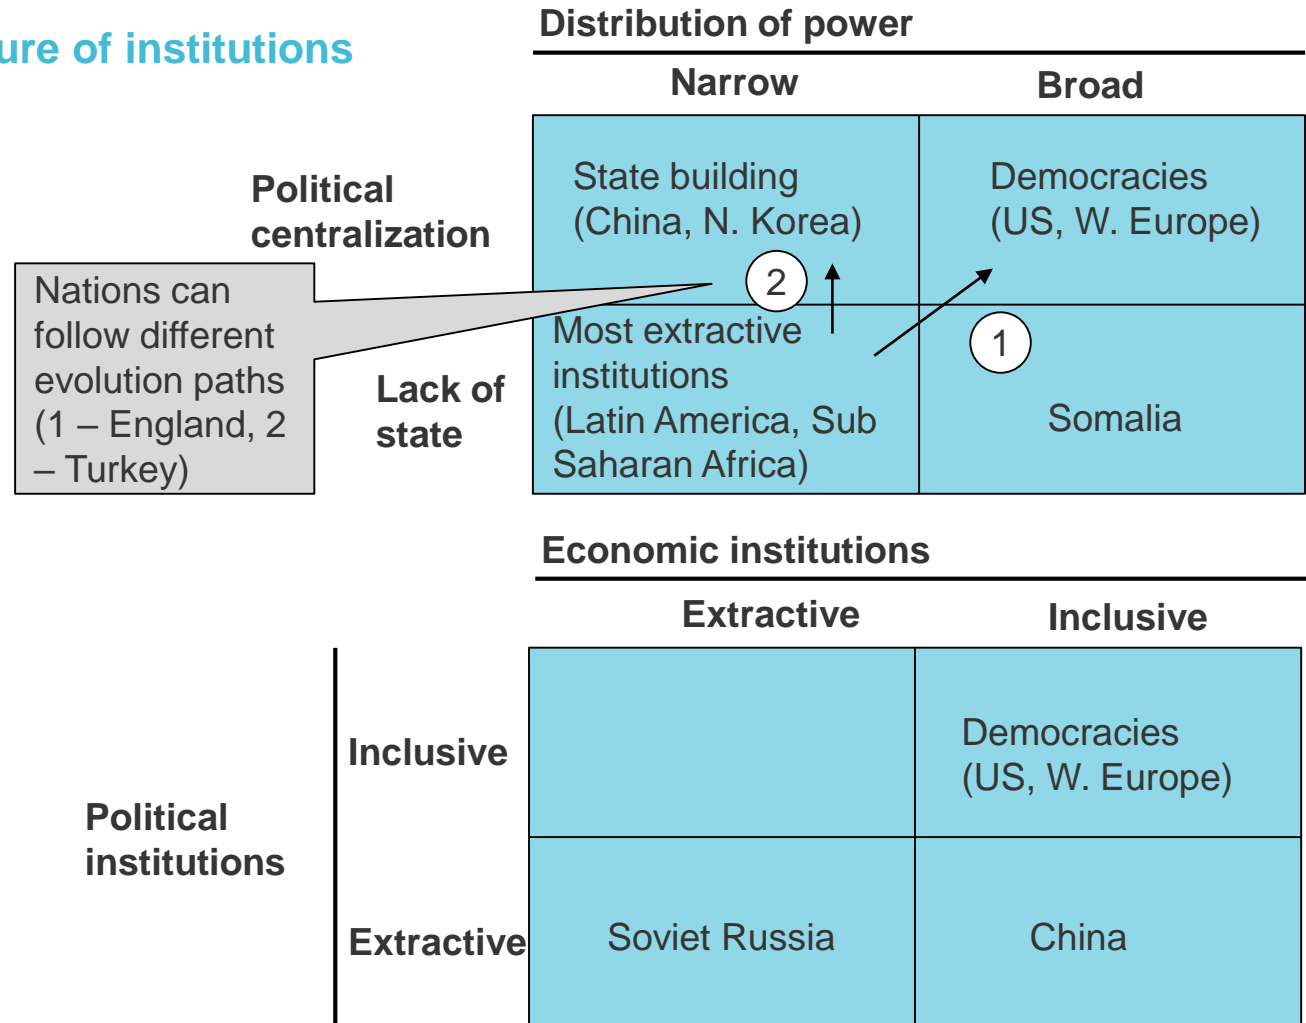 ure of institutions
Distribution of power
Narrow
Broad
Political
centralization
State building
(China, N. Korea)
Democracies
(US, W. Europe)
Nations can
follow different
evolution paths
(1 – England, 2
– Turkey)
2
1
Lack of
state
Most extractive
institutions
(Latin America, Sub
Saharan Africa)
Somalia
Economic institutions
Extractive
Inclusive
Political
institutions
Inclusive
Democracies
(US, W. Europe)
Extractive
Soviet Russia
China